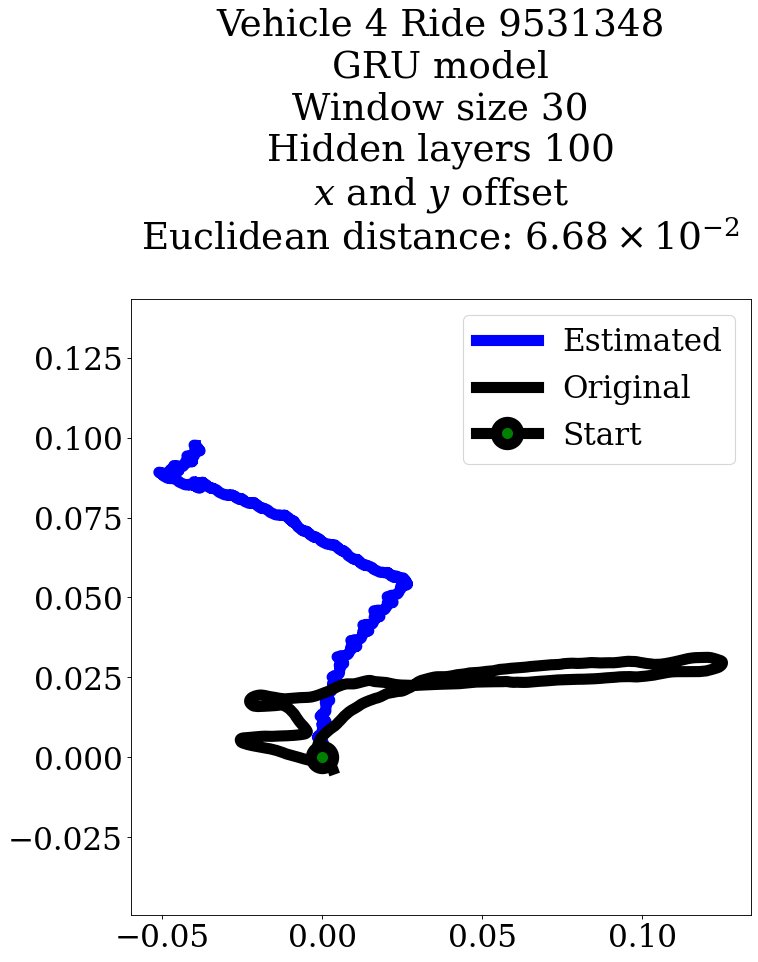 Vehicle 4 Ride 9531348
GRU model
Window size 30
Hidden layers 100
x and y offset
Euclidean distance: 6.68 × 10⁻²
Estimated
Original
Start
0.125
0.100
0.075
0.050
0.025
0.000
−0.025
−0.05 0.00 0.05 0.10